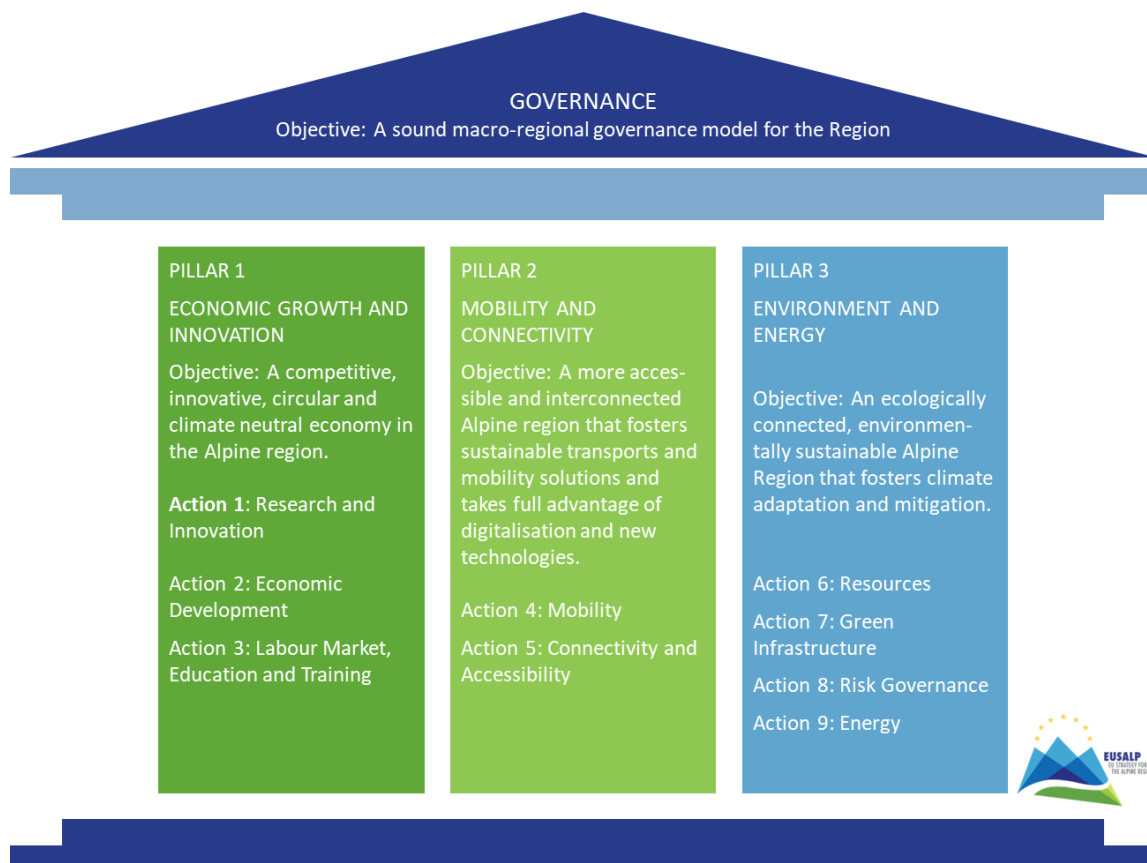 GOVERNANCE
Objective: A sound macro-regional governance model for the Region
PILLAR 1
ECONOMIC GROWTH AND
INNOVATION
Objective: A competitive,
innovative, circular and
climate neutral economy in
the Alpine region.
Action 1: Research and
Innovation
Action 2: Economic
Development
Action 3: Labour Market,
Education and Training
PILLAR 2
MOBILITY AND
CONNECTIVITY
Objective: A more acces-
sible and interconnected
Alpine region that fosters
sustainable transports and
mobility solutions and
takes full advantage of
digitalisation and new
technologies.
Action 4: Mobility
Action 5: Connectivity and
Accessibility
PILLAR 3
ENVIRONMENT AND
ENERGY
Objective: An ecologically
connected, environmen-
tally sustainable Alpine
Region that fosters climate
adaptation and mitigation.
Action 6: Resources
Action 7: Green
Infrastructure
Action 8: Risk Governance
Action 9: Energy
EUSALP
EU STRATEGY FOR
THE ALPINE REG